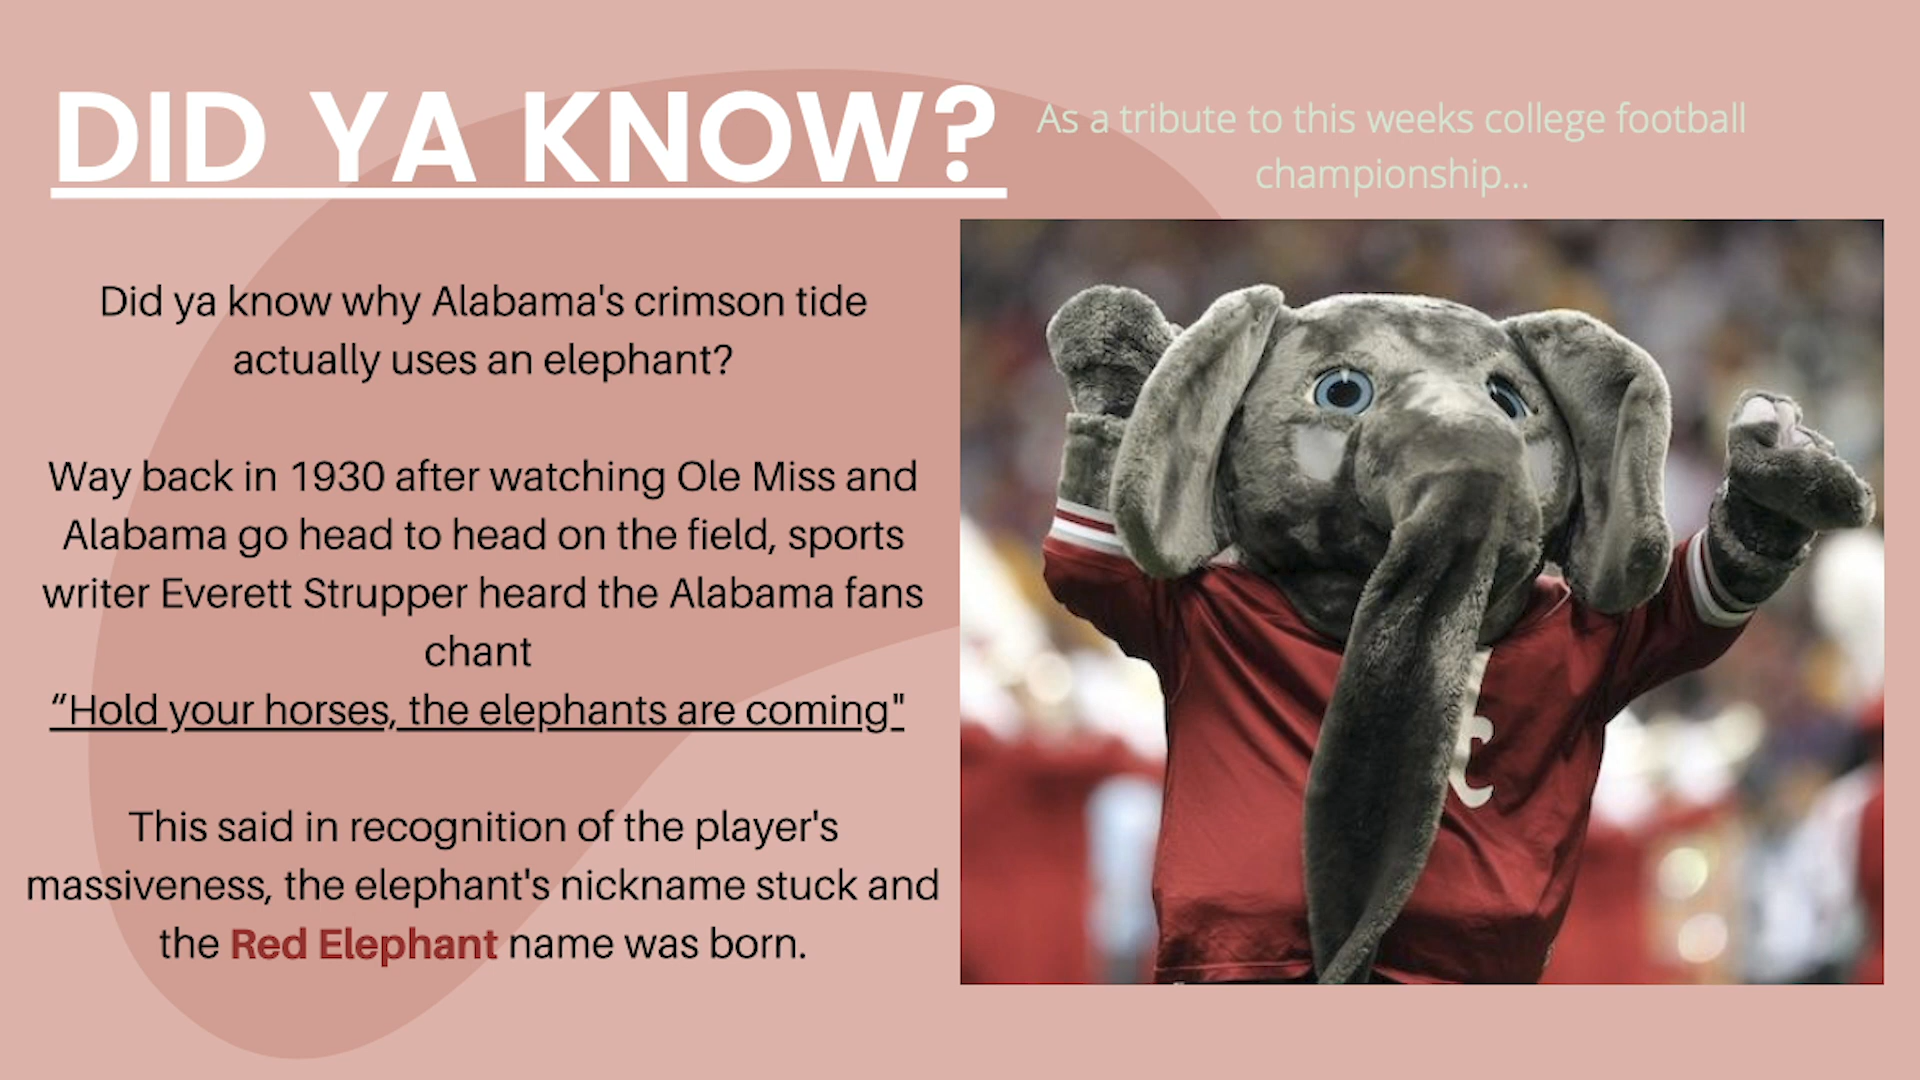 DID YA KNOW?
As a tribute to this weeks college football
championship...
Did ya know why Alabama's crimson tide
actually uses an elephant?
Way back in 1930 after watching Ole Miss and
Alabama go head to head on the field, sports
writer Everett Strupper heard the Alabama fans
chant
“Hold your horses, the elephants are coming"
This said in recognition of the player's
massiveness, the elephant's nickname stuck and
the Red Elephant name was born.